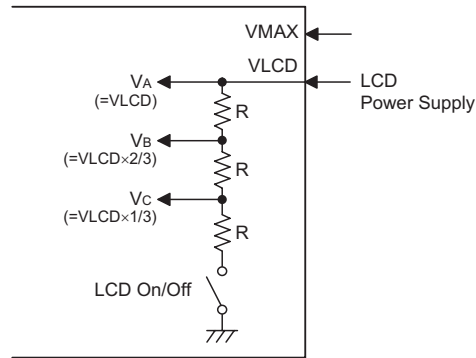 VMAX
VLCD
LCD
Power Supply
VA
(=VLCD)
R
VB
(=VLCD×2/3)
R
VC
(=VLCD×1/3)
R
LCD On/Off